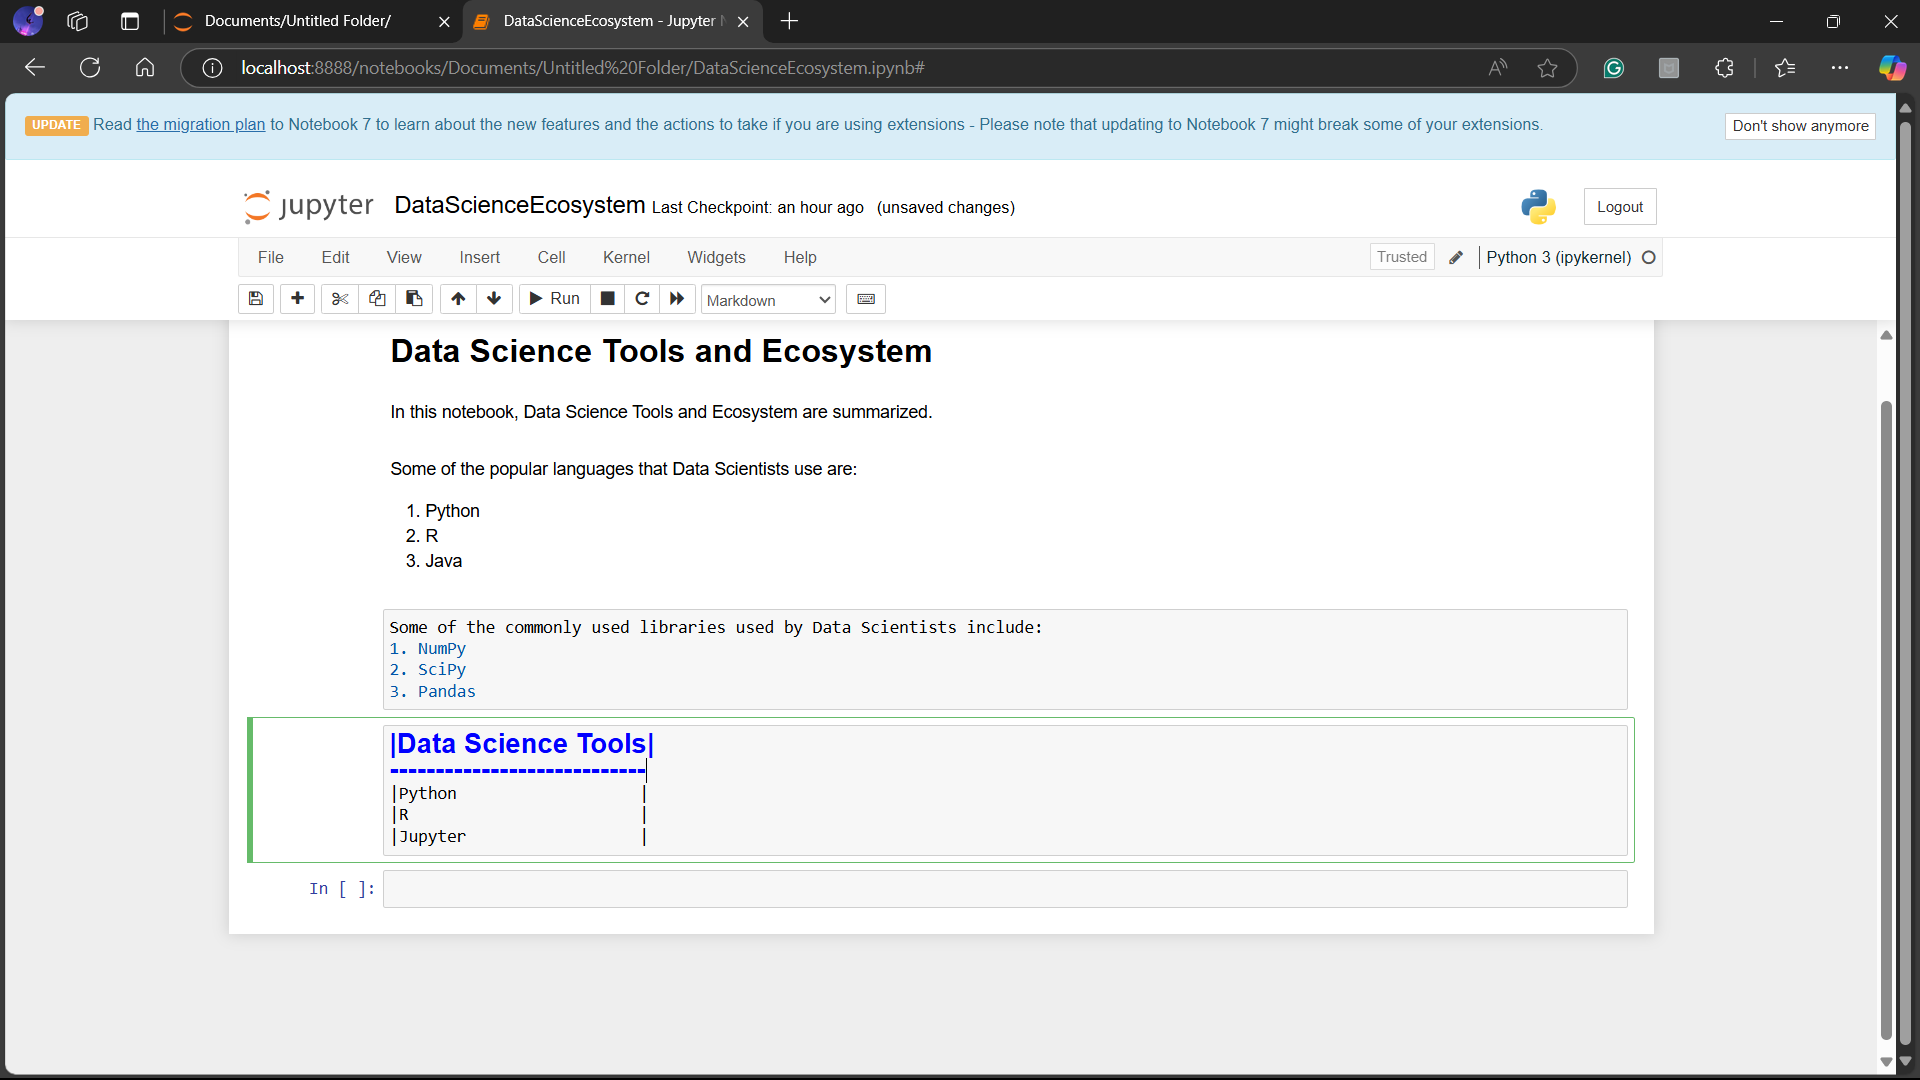 Documents/Untitled Folder/
DataScienceEcosystem - Jupyter N
localhost:8888/notebooks/Documents/Untitled%20Folder/DataScienceEcosystem.ipynb#
UPDATE Read the migration plan to Notebook 7 to learn about the new features and the actions to take if you are using extensions - Please note that updating to Notebook 7 might break some of your extensions.
Don't show anymore
jupyter DataScienceEcosystem Last Checkpoint: an hour ago (unsaved changes)
Logout
File Edit View Insert Cell Kernel Widgets Help
Trusted Python 3 (ipykernel)
Run Markdown
Data Science Tools and Ecosystem
In this notebook, Data Science Tools and Ecosystem are summarized.
Some of the popular languages that Data Scientists use are:
1. Python
2. R
3. Java
Some of the commonly used libraries used by Data Scientists include:
1. NumPy
2. SciPy
3. Pandas
|Data Science Tools|
----------------------------
|Python |
|R |
|Jupyter |
In [ ]: